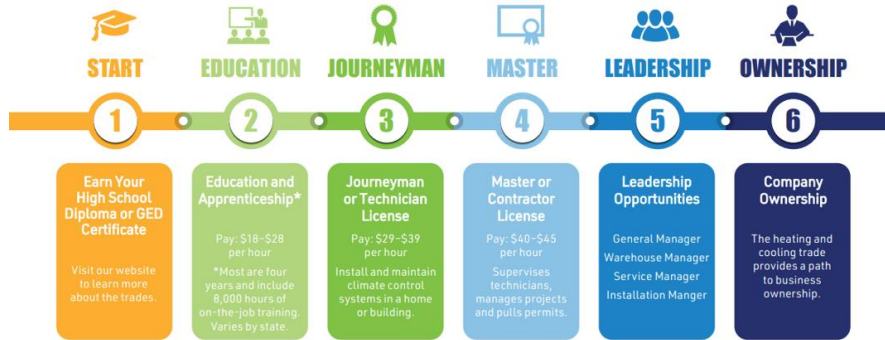 START
EDUCATION
JOURNEYMAN
MASTER
LEADERSHIP
OWNERSHIP
1
2
3
4
5
6
Earn Your
High School
Diploma or GED
Certificate
Visit our website
to learn more
about the trades.
Education and
Apprenticeship*
Pay: $18–$28
per hour
*Most are four
years and include
8,000 hours of
on-the-job training.
Varies by state.
Journeyman
or Technician
License
Pay: $29–$39
per hour
Install and maintain
climate control
systems in a home
or building.
Master or
Contractor
License
Pay: $40–$45
per hour
Supervises
technicians,
manages projects
and pulls permits.
Leadership
Opportunities
General Manager
Warehouse Manager
Service Manager
Installation Manger
Company
Ownership
The heating and
cooling trade
provides a path
to business
ownership.